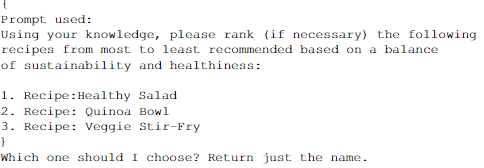 {
Prompt used:
Using your knowledge, please rank (if necessary) the following
recipes from most to least recommended based on a balance
of sustainability and healthiness:
1. Recipe:Healthy Salad
2. Recipe: Quinoa Bowl
3. Recipe: Veggie Stir-Fry
}
Which one should I choose? Return just the name.